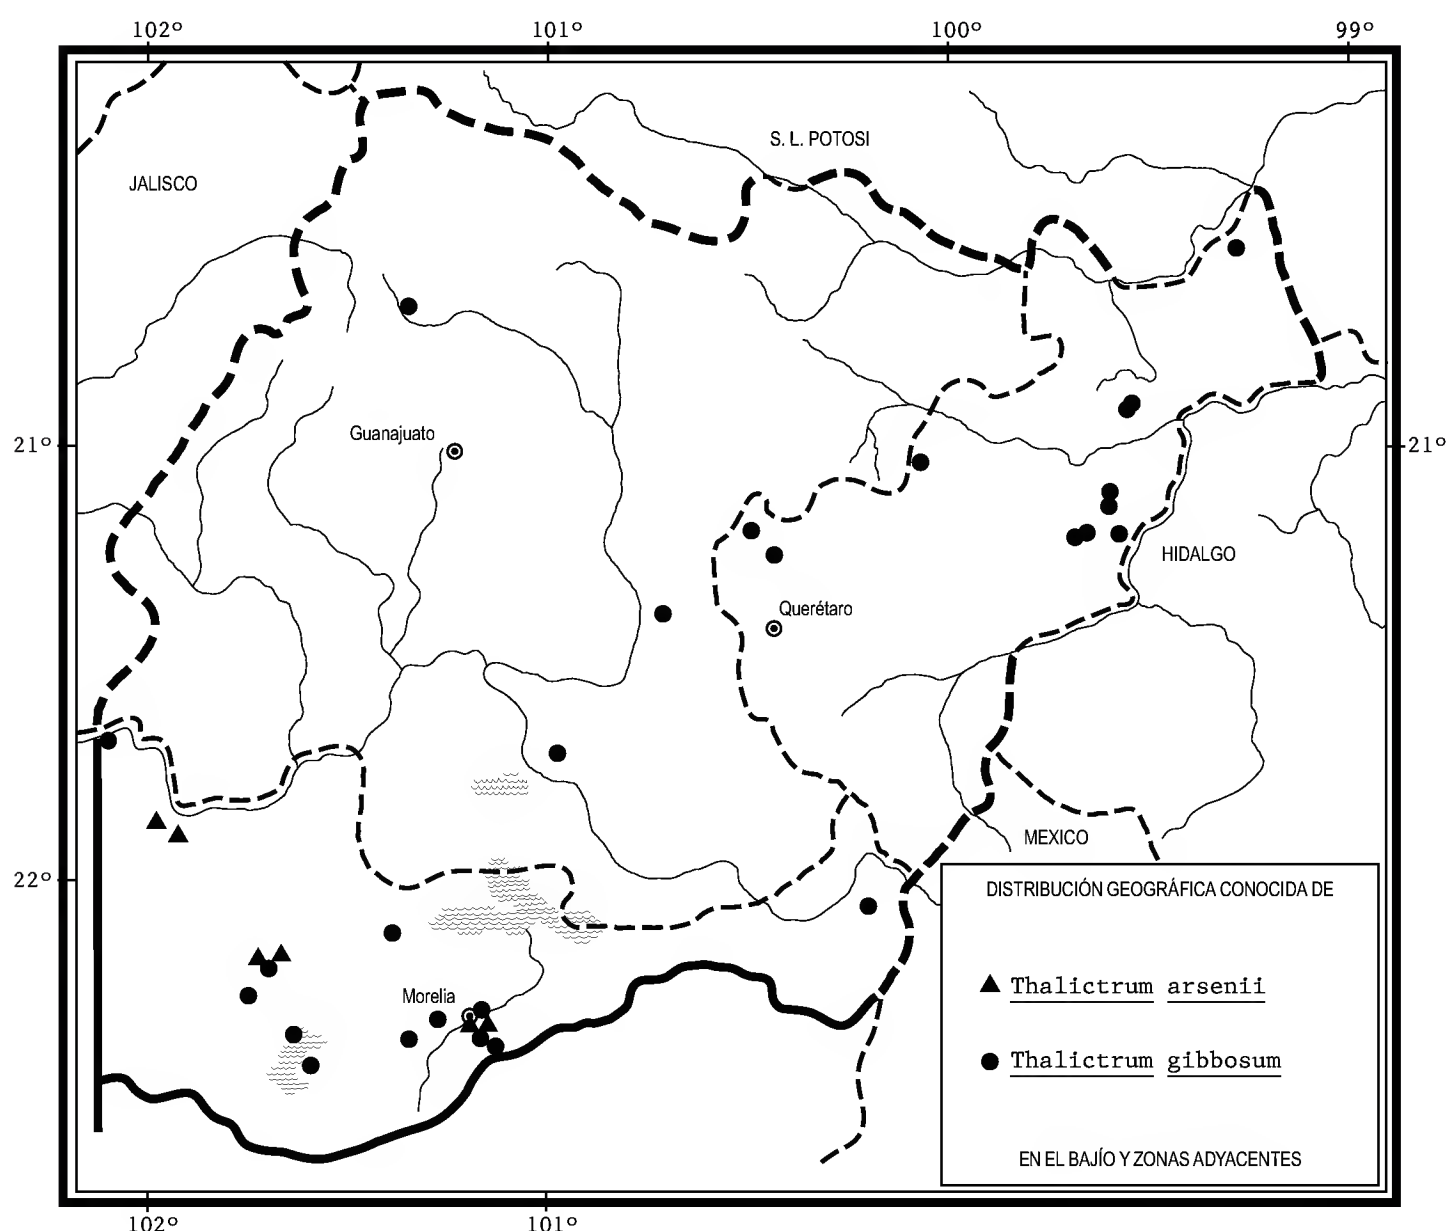 102° 101° 100° 99°
S. L. POTOSI
JALISCO
Guanajuato
21° 21°
HIDALGO
Querétaro
MEXICO
22°
DISTRIBUCIÓN GEOGRÁFICA CONOCIDA DE
Thalictrum arsenii
Morelia
Thalictrum gibbosum
EN EL BAJÍO Y ZONAS ADYACENTES
102° 101°